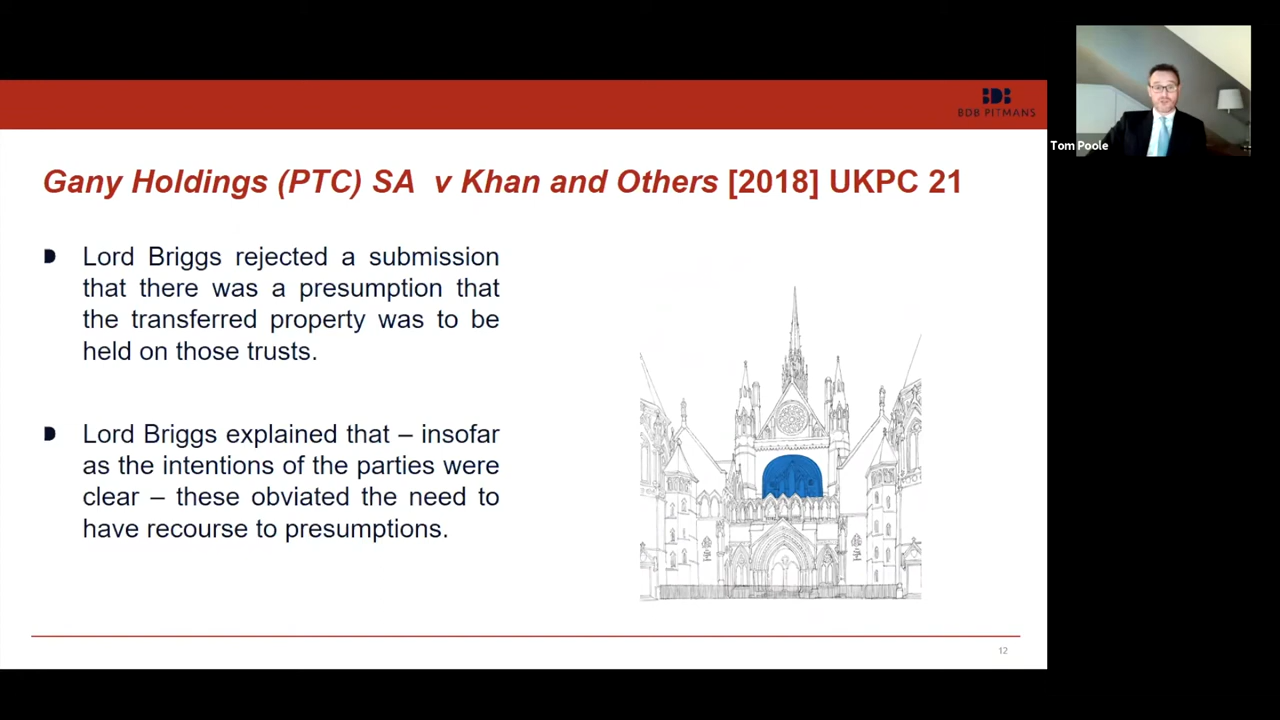 BDB PITMANS
Tom Poole
Gany Holdings (PTC) SA v Khan and Others [2018] UKPC 21
Lord Briggs rejected a submission
that there was a presumption that
the transferred property was to be
held on those trusts.
Lord Briggs explained that – insofar
as the intentions of the parties were
clear – these obviated the need to
have recourse to presumptions.
12